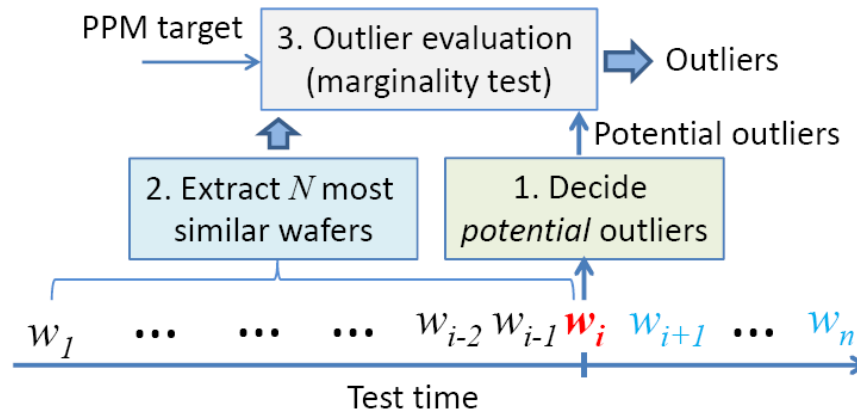 PPM target
3. Outlier evaluation
(marginality test)
Outliers
Potential outliers
2. Extract N most
similar wafers
1. Decide
potential outliers
w1 ... ... ... wi-2 wi-1 wi wi+1 ... wn
Test time